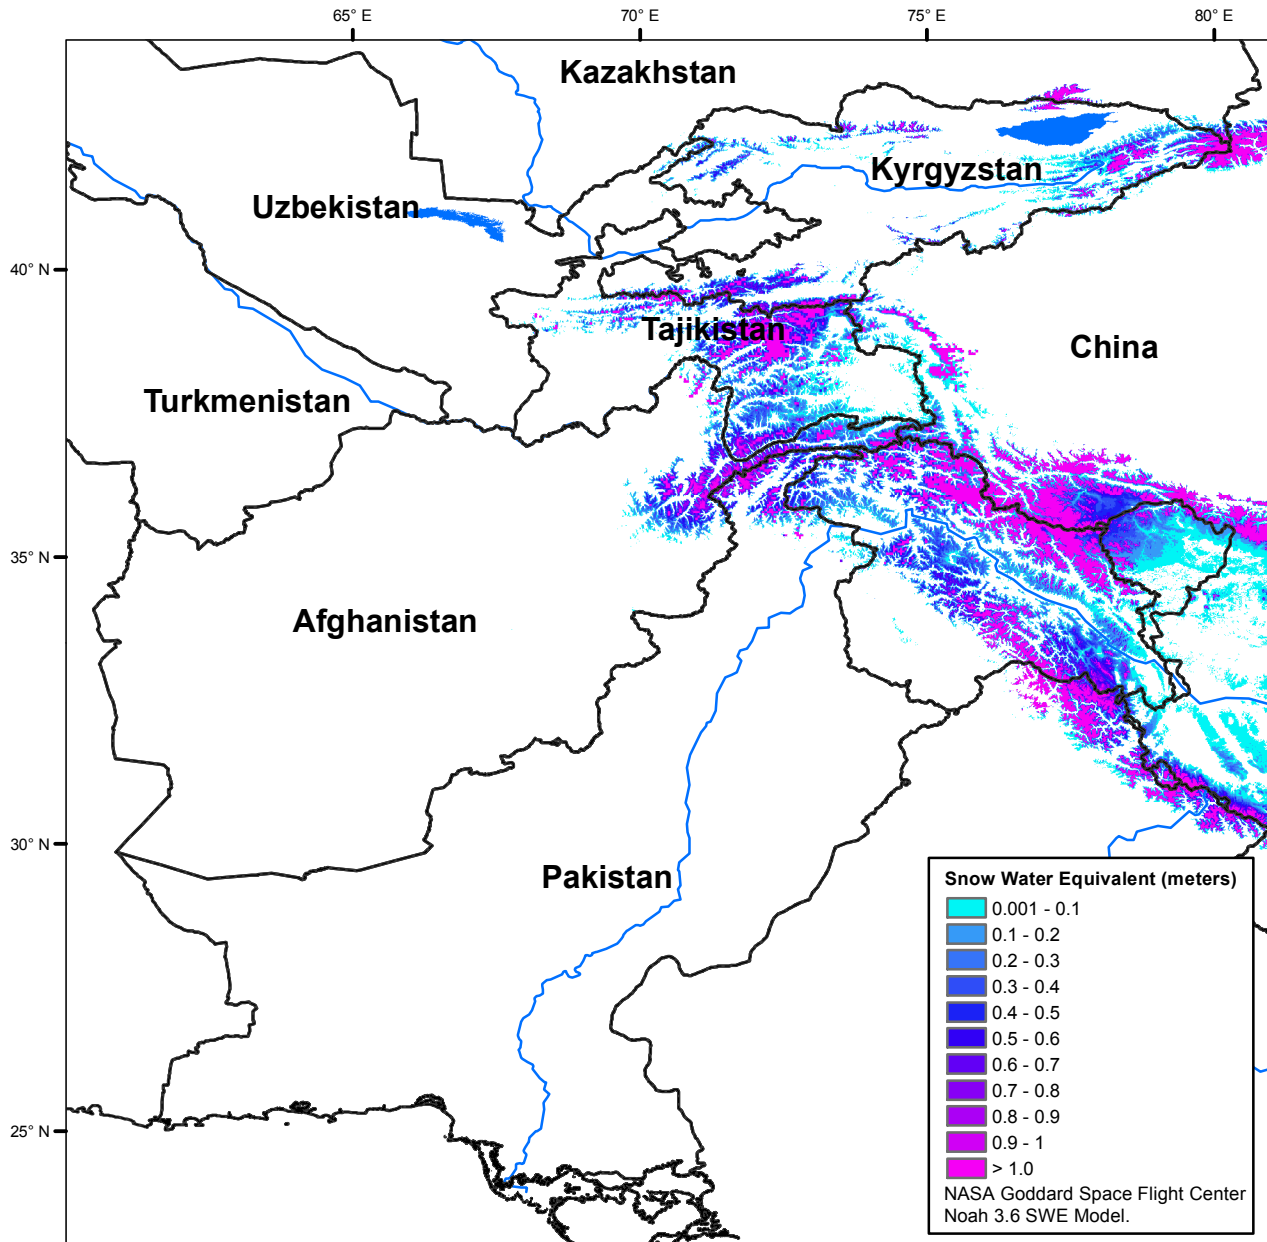 65° E
70° E
75° E
80° E
Kazakhstan
Kyrgyzstan
Uzbekistan
40° N
Tajikistan
China
Turkmenistan
35° N
Afghanistan
30° N
Pakistan
25° N
Snow Water Equivalent (meters)
0.001 - 0.1
0.1 - 0.2
0.2 - 0.3
0.3 - 0.4
0.4 - 0.5
0.5 - 0.6
0.6 - 0.7
0.7 - 0.8
0.8 - 0.9
0.9 - 1
> 1.0
NASA Goddard Space Flight Center
Noah 3.6 SWE Model.